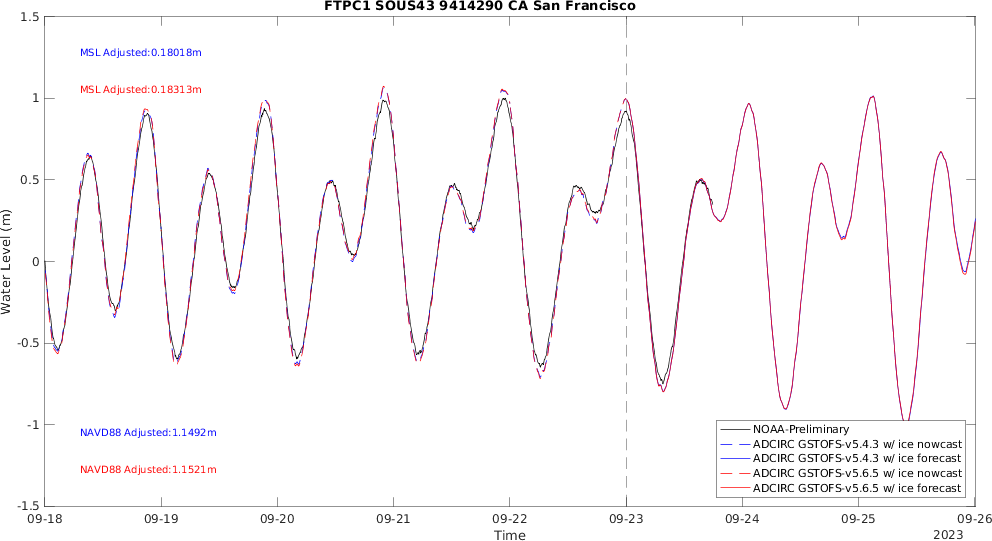 FTPC1 SOUS43 9414290 CA San Francisco
1.5
MSL Adjusted:0.18018m
MSL Adjusted:0.18313m
1
0.5
Water Level (m)
0
-0.5
-1
NAVD88 Adjusted:1.1492m
NAVD88 Adjusted:1.1521m
NOAA-Preliminary
ADCIRC GSTOFS-v5.4.3 w/ ice nowcast
ADCIRC GSTOFS-v5.4.3 w/ ice forecast
ADCIRC GSTOFS-v5.6.5 w/ ice nowcast
ADCIRC GSTOFS-v5.6.5 w/ ice forecast
-1.5
09-18 09-19 09-20 09-21 09-22 09-23 09-24 09-25 09-26
Time
2023